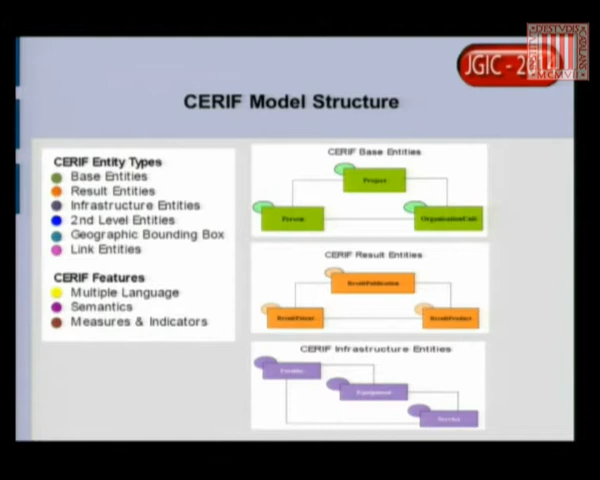 JGIC - 20
MCMVII
CERIF Model Structure
CERIF Entity Types
Base Entities
Result Entities
Infrastructure Entities
2nd Level Entities
Geographic Bounding Box
Link Entities
CERIF Features
Multiple Language
Semantics
Measures & Indicators
CERIF Base Entities
Project
Person
OrganisationUnit
CERIF Result Entities
ResultPublication
ResultPatent
ResultProduct
CERIF Infrastructure Entities
Facility
Equipment
Service